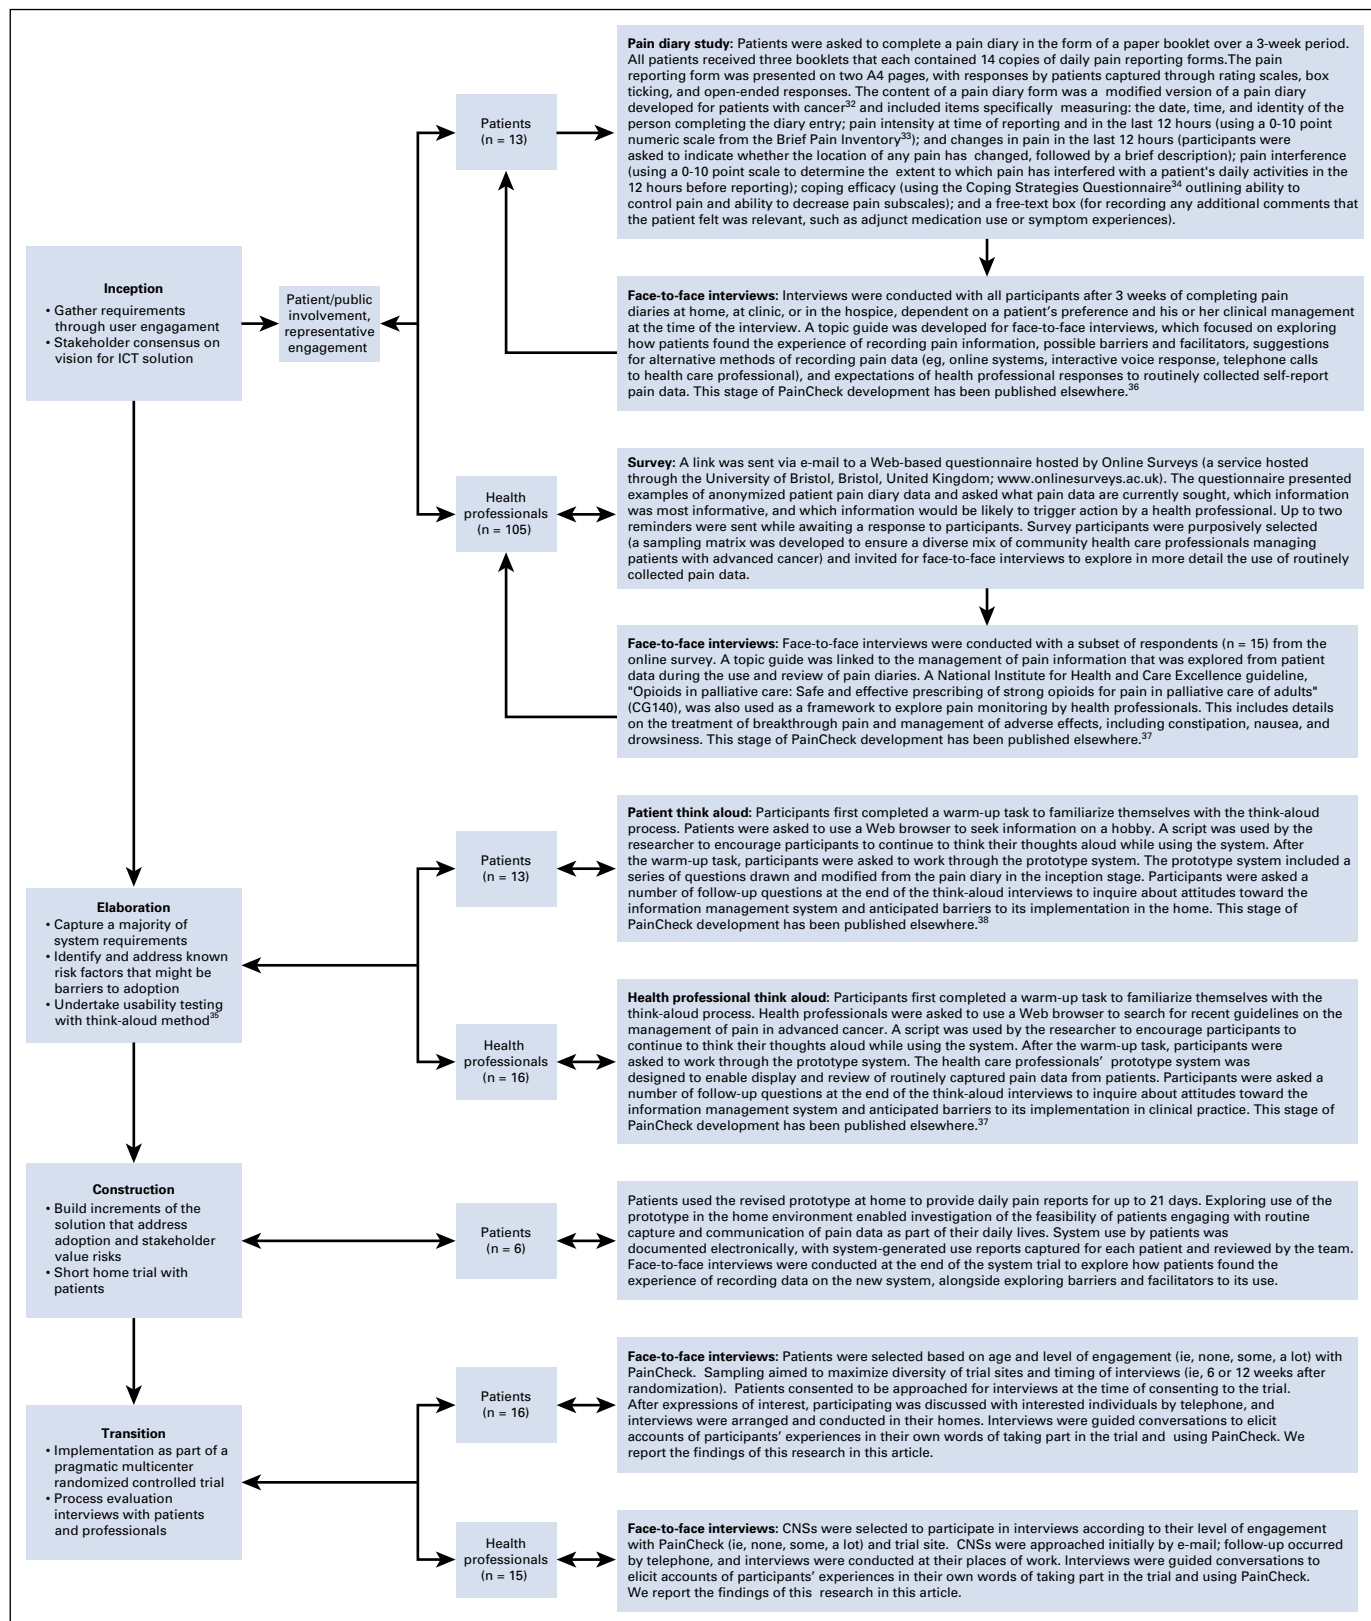 Inception
• Gather requirements
through user engagament
• Stakeholder consensus on
vision for ICT solution
Patient/public
involvement,
representative
engagement
Patients
(n = 13)
Pain diary study: Patients were asked to complete a pain diary in the form of a paper booklet over a 3-week period.
All patients received three booklets that each contained 14 copies of daily pain reporting forms.The pain
reporting form was presented on two A4 pages, with responses by patients captured through rating scales, box
ticking, and open-ended responses. The content of a pain diary form was a modified version of a pain diary
developed for patients with cancer32 and included items specifically measuring: the date, time, and identity of the
person completing the diary entry; pain intensity at time of reporting and in the last 12 hours (using a 0-10 point
numeric scale from the Brief Pain Inventory33); and changes in pain in the last 12 hours (participants were
asked to indicate whether the location of any pain has changed, followed by a brief description); pain interference
(using a 0-10 point scale to determine the extent to which pain has interfered with a patient's daily activities in the
12 hours before reporting); coping efficacy (using the Coping Strategies Questionnaire34 outlining ability to
control pain and ability to decrease pain subscales); and a free-text box (for recording any additional comments that
the patient felt was relevant, such as adjunct medication use or symptom experiences).
Face-to-face interviews: Interviews were conducted with all participants after 3 weeks of completing pain
diaries at home, at clinic, or in the hospice, dependent on a patient's preference and his or her clinical management
at the time of the interview. A topic guide was developed for face-to-face interviews, which focused on exploring
how patients found the experience of recording pain information, possible barriers and facilitators, suggestions
for alternative methods of recording pain data (eg, online systems, interactive voice response, telephone calls
to health care professional), and expectations of health professional responses to routinely collected self-report
pain data. This stage of PainCheck development has been published elsewhere.36
Health
professionals
(n = 105)
Survey: A link was sent via e-mail to a Web-based questionnaire hosted by Online Surveys (a service hosted
through the University of Bristol, Bristol, United Kingdom; www.onlinesurveys.ac.uk). The questionnaire presented
examples of anonymized patient pain diary data and asked what pain data are currently sought, which information
was most informative, and which information would be likely to trigger action by a health professional. Up to two
reminders were sent while awaiting a response to participants. Survey participants were purposively selected
(a sampling matrix was developed to ensure a diverse mix of community health care professionals managing
patients with advanced cancer) and invited for face-to-face interviews to explore in more detail the use of routinely
collected pain data.
Face-to-face interviews: Face-to-face interviews were conducted with a subset of respondents (n = 15) from the
online survey. A topic guide was linked to the management of pain information that was explored from patient
data during the use and review of pain diaries. A National Institute for Health and Care Excellence guideline,
"Opioids in palliative care: Safe and effective prescribing of strong opioids for pain in palliative care of adults"
(CG140), was also used as a framework to explore pain monitoring by health professionals. This includes details
on the treatment of breakthrough pain and management of adverse effects, including constipation, nausea, and
drowsiness. This stage of PainCheck development has been published elsewhere.37
Elaboration
• Capture a majority of
system requirements
• Identify and address known
risk factors that might be
barriers to adoption
• Undertake usability testing
with think-aloud method35
Patients
(n = 13)
Patient think aloud: Participants first completed a warm-up task to familiarize themselves with the think-aloud
process. Patients were asked to use a Web browser to seek information on a hobby. A script was used by the
researcher to encourage participants to continue to think their thoughts aloud while using the system. After
the warm-up task, participants were asked to work through the prototype system. The prototype system included a
series of questions drawn and modified from the pain diary in the inception stage. Participants were asked a
number of follow-up questions at the end of the think-aloud interviews to inquire about attitudes toward the
information management system and anticipated barriers to its implementation in the home. This stage of
PainCheck development has been published elsewhere.38
Health
professionals
(n = 16)
Health professional think aloud: Participants first completed a warm-up task to familiarize themselves with the
think-aloud process. Health professionals were asked to use a Web browser to search for recent guidelines on the
management of pain in advanced cancer. A script was used by the researcher to encourage participants to
continue to think their thoughts aloud while using the system. After the warm-up task, participants were
asked to work through the prototype system. The health care professionals' prototype system was
designed to enable display and review of routinely captured pain data from patients. Participants were asked a
number of follow-up questions at the end of the think-aloud interviews to inquire about attitudes toward the
information management system and anticipated barriers to its implementation in clinical practice. This stage of
PainCheck development has been published elsewhere.37
Construction
• Build increments of the
solution that address
adoption and stakeholder
value risks
• Short home trial with
patients
Patients
(n = 6)
Patients used the revised prototype at home to provide daily pain reports for up to 21 days. Exploring use of the
prototype in the home environment enabled investigation of the feasibility of patients engaging with routine
capture and communication of pain data as part of their daily lives. System use by patients was
documented electronically, with system-generated use reports captured for each patient and reviewed by the team.
Face-to-face interviews were conducted at the end of the system trial to explore how patients found the
experience of recording data on the new system, alongside exploring barriers and facilitators to its use.
Transition
• Implementation as part of a
pragmatic multicenter
randomized controlled trial
• Process evaluation
interviews with patients
and professionals
Patients
(n = 16)
Face-to-face interviews: Patients were selected based on age and level of engagement (ie, none, some, a lot) with
PainCheck. Sampling aimed to maximize diversity of trial sites and timing of interviews (ie, 6 or 12 weeks after
randomization). Patients consented to be approached for interviews at the time of consenting to the trial.
After expressions of interest, participating was discussed with interested individuals by telephone, and
interviews were arranged and conducted in their homes. Interviews were guided conversations to elicit
accounts of participants' experiences in their own words of taking part in the trial and using PainCheck. We
report the findings of this research in this article.
Health
professionals
(n = 15)
Face-to-face interviews: CNSs were selected to participate in interviews according to their level of engagement
with PainCheck (ie, none, some, a lot) and trial site. CNSs were approached initially by e-mail; follow-up occurred
by telephone, and interviews were conducted at their places of work. Interviews were guided conversations to
elicit accounts of participants' experiences in their own words of taking part in the trial and using PainCheck.
We report the findings of this research in this article.